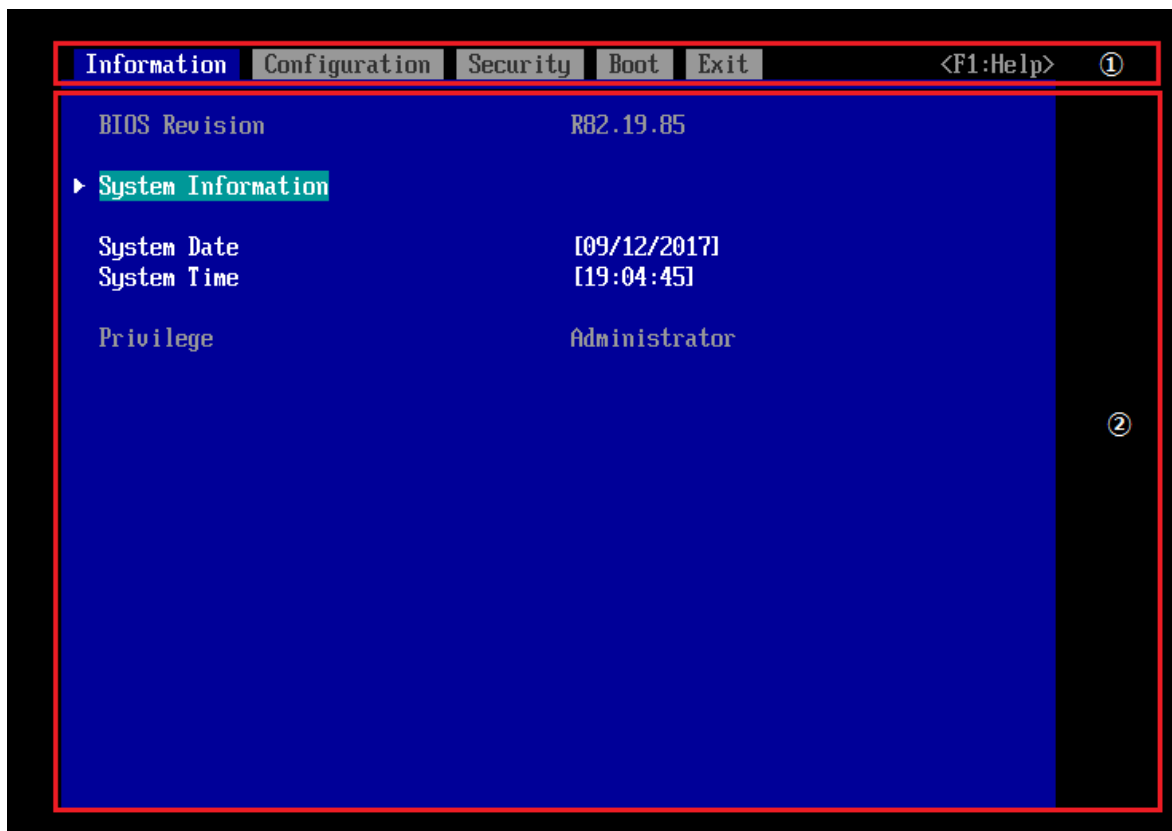 Information Configuration Security Boot Exit <F1:Help> ①
BIOS Revision R82.19.85
System Information
System Date [09/12/2017]
System Time [19:04:45]
Privilege Administrator
②